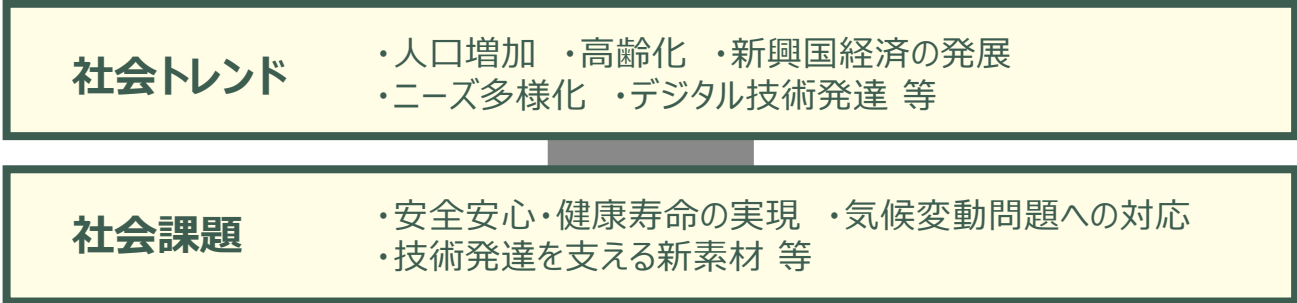 社会トレンド
・人口増加 ・高齢化 ・新興国経済の発展
・ニーズ多様化 ・デジタル技術発達 等
社会課題
・安全安心・健康寿命の実現 ・気候変動問題への対応
・技術発達を支える新素材 等